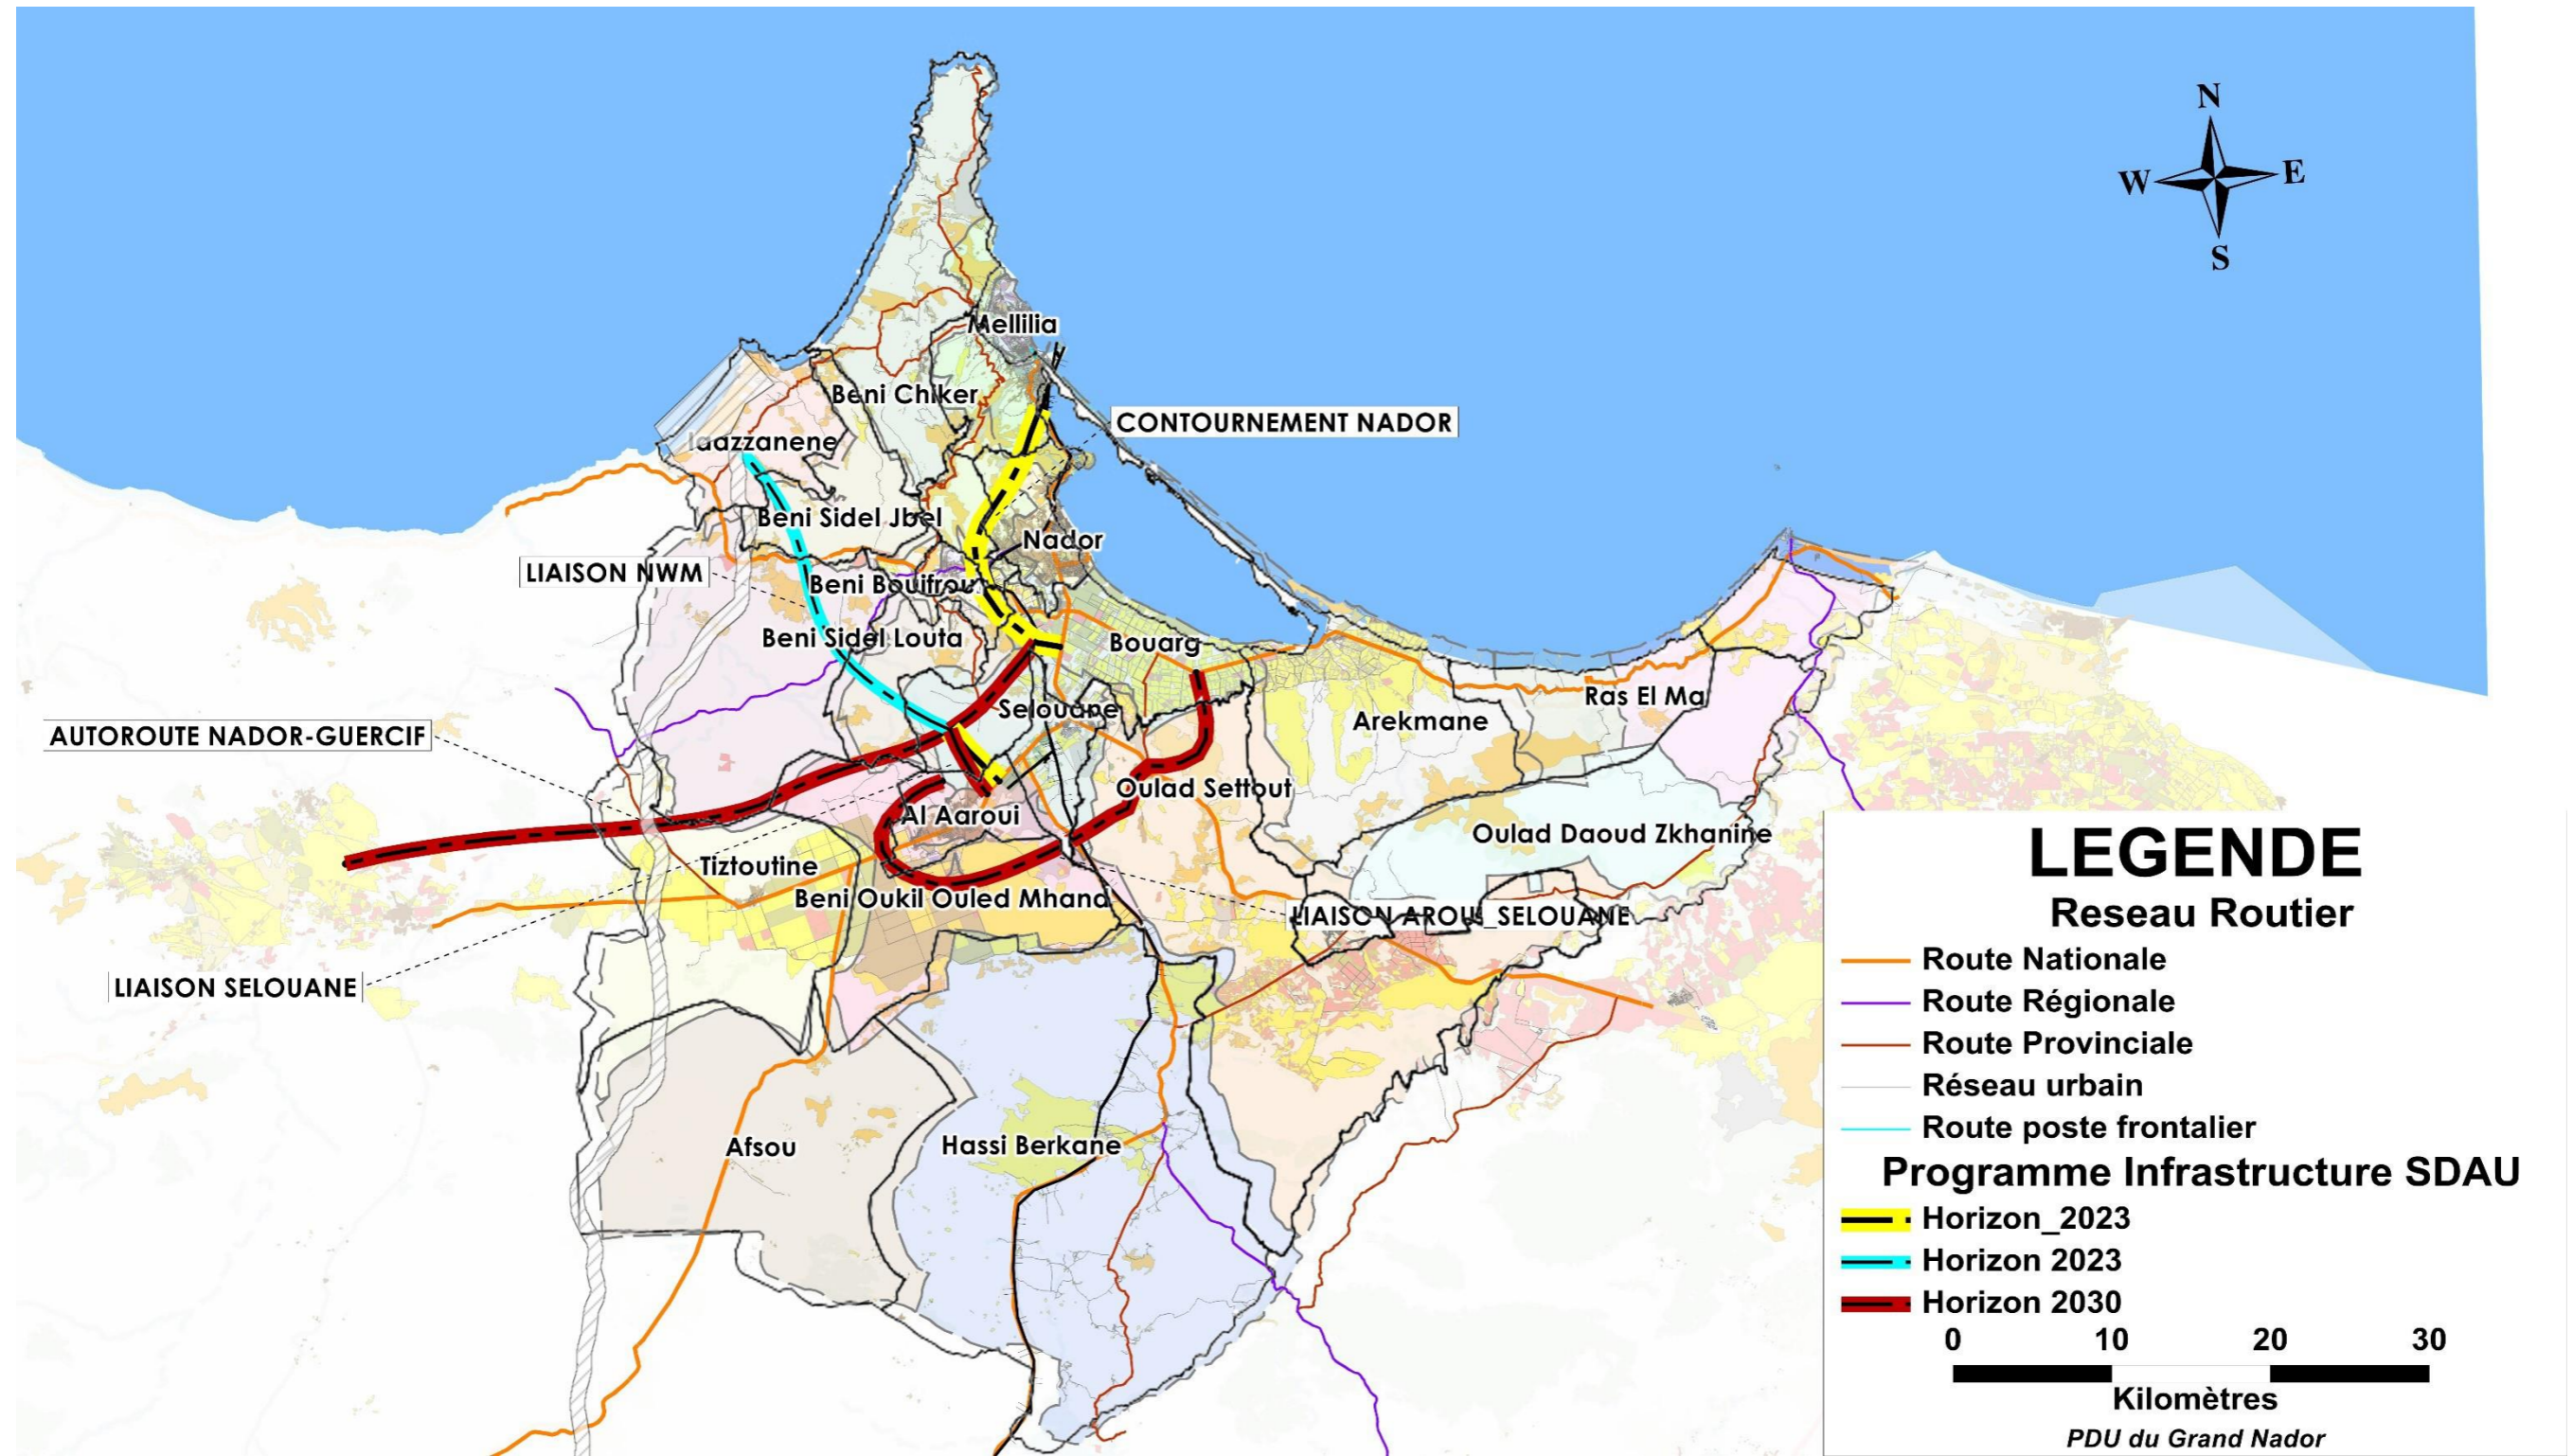 N
W
E
S
Mellilia
Beni Chiker
CONTOURNEMENT NADOR
Iaazzanene
Beni Sidel Jbel
Nador
LIAISON NWM
Beni Bouifrour
Beni Sidel Louta
Bouarg
Ras El Ma
Selouane
Arekmane
AUTOROUTE NADOR-GUERCIF
Oulad Settout
Al Aaroui
Oulad Daoud Zkhanine
Tiztoutine
Beni Oukil Ouled Mhand
LIAISON AROUI_SELOUANE
LIAISON SELOUANE
Afsou
Hassi Berkane
LEGENDE
Reseau Routier
Route Nationale
Route Régionale
Route Provinciale
Réseau urbain
Route poste frontalier
Programme Infrastructure SDAU
Horizon_2023
Horizon 2023
Horizon 2030
0 10 20 30
Kilomètres
PDU du Grand Nador